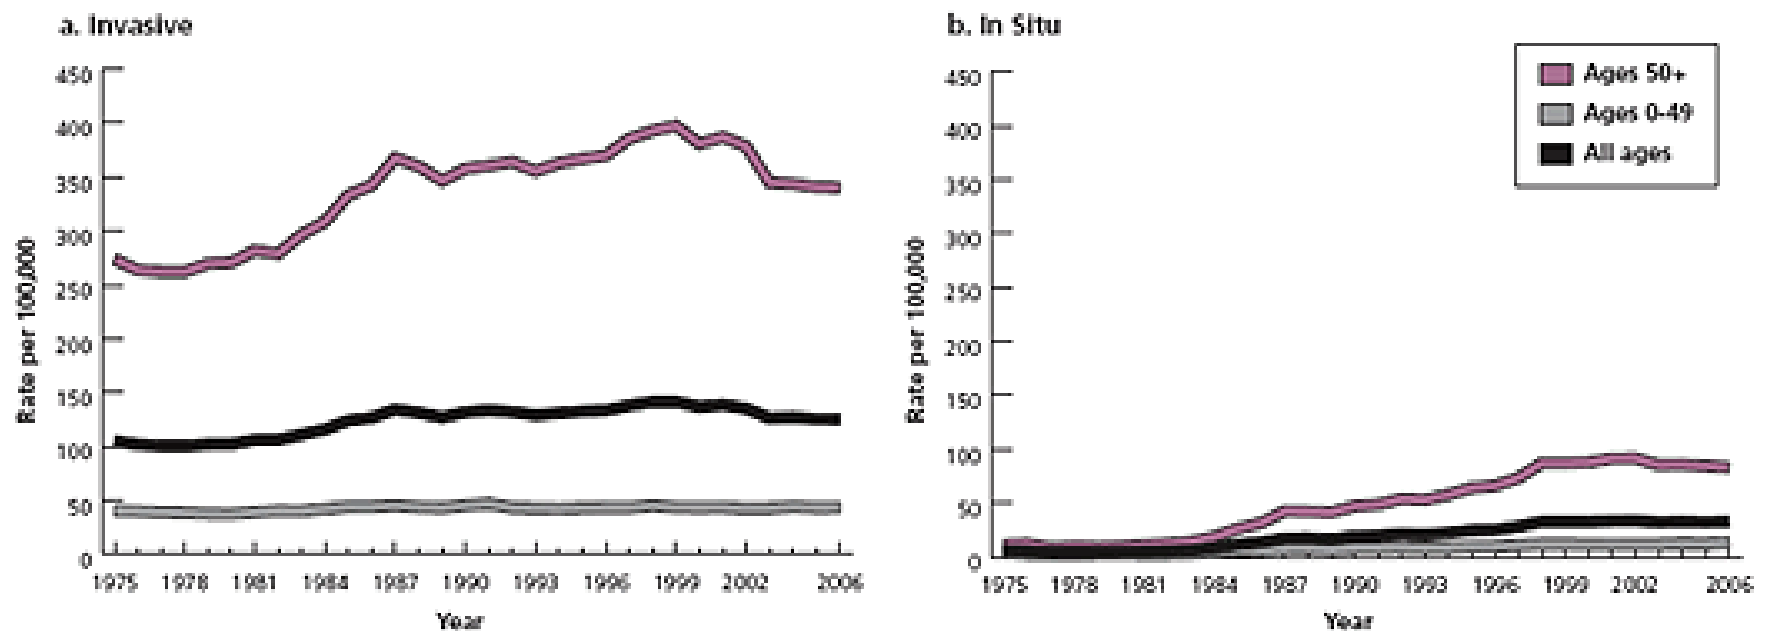 a. Invasive
450
400
350
300
250
200
150
100
50
0
Rate per 100,000
1975 1978 1981 1984 1987 1990 1993 1996 1999 2002 2006
Year
b. In Situ
450
400
350
300
250
200
150
100
50
0
Rate per 100,000
1975 1978 1981 1984 1987 1990 1993 1996 1999 2002 2006
Year
Ages 50+
Ages 0-49
All ages